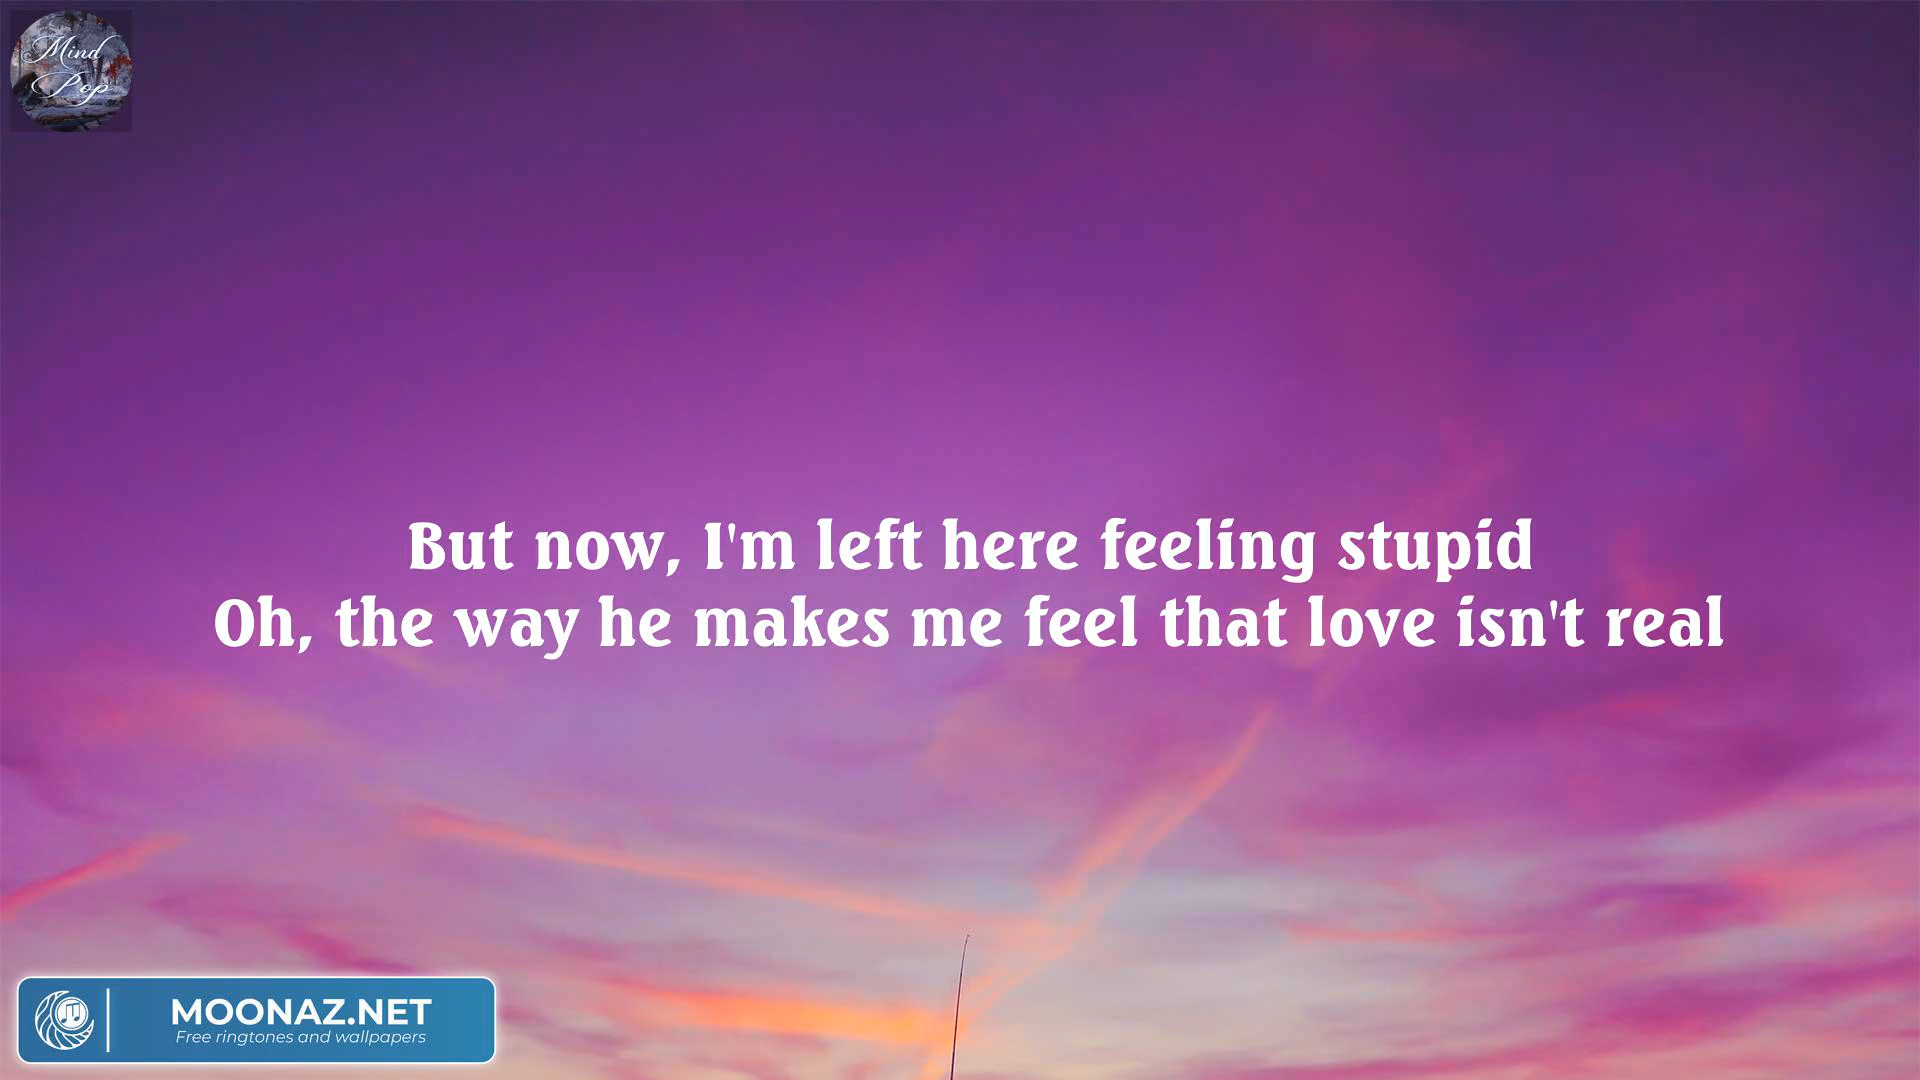 Mind
Pop
But now, I'm left here feeling stupid
Oh, the way he makes me feel that love isn't real
MOONAZ.NET
Free ringtones and wallpapers